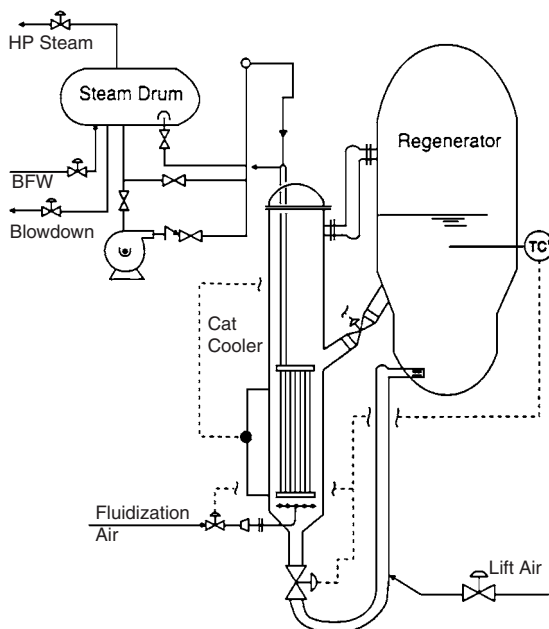 HP Steam
Steam Drum
BFW
Blowdown
Regenerator
TC
Cat
Cooler
Fluidization
Air
Lift Air